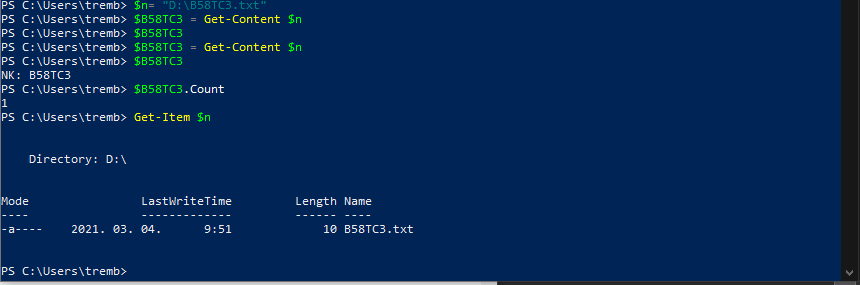 PS C:\Users\tremb> $n= "D:\B58TC3.txt"
PS C:\Users\tremb> $B58TC3 = Get-Content $n
PS C:\Users\tremb> $B58TC3
PS C:\Users\tremb> $B58TC3 = Get-Content $n
PS C:\Users\tremb> $B58TC3
NK: B58TC3
PS C:\Users\tremb> $B58TC3.Count
1
PS C:\Users\tremb> Get-Item $n
Directory: D:\
Mode LastWriteTime Length Name
---- ------------- ------ ----
-a---- 2021. 03. 04. 9:51 10 B58TC3.txt
PS C:\Users\tremb>